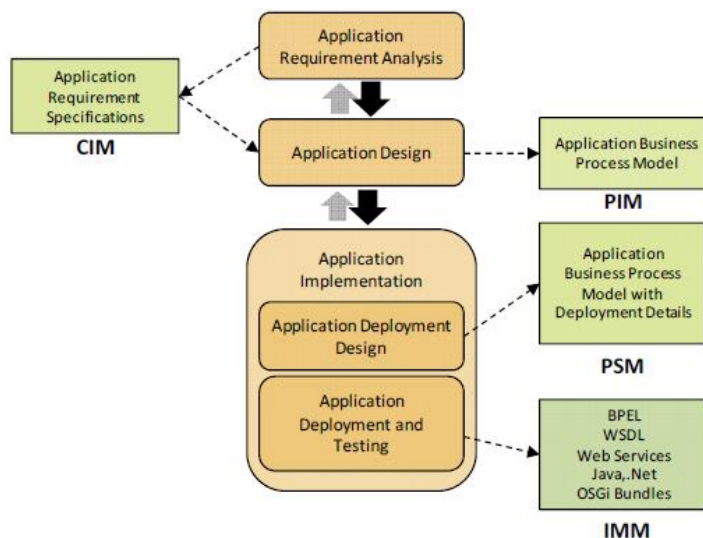 Application
Requirement Analysis
Application
Requirement
Specifications
CIM
Application Design
Application Business
Process Model
PIM
Application
Implementation
Application Deployment
Design
Application
Business Process
Model with
Deployment Details
PSM
Application
Deployment and
Testing
BPEL
WSDL
Web Services
Java,.Net
OSGi Bundles
IMM